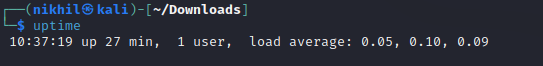 ┌──(nikhil㉿kali)-[~/Downloads]
└─$ uptime
 10:37:19 up 27 min,  1 user,  load average: 0.05, 0.10, 0.09